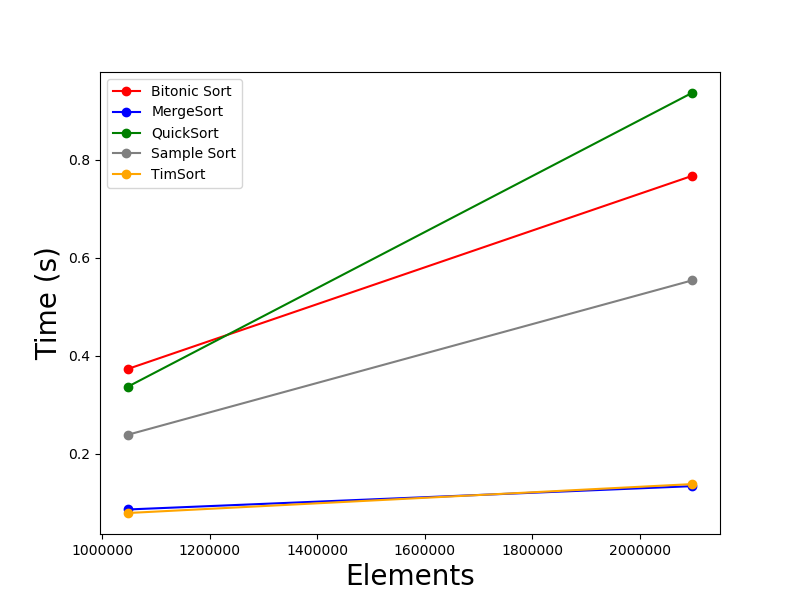 Bitonic Sort
MergeSort
QuickSort
Sample Sort
TimSort
0.8
0.6
0.4
0.2
Time (s)
1000000 1200000 1400000 1600000 1800000 2000000
Elements